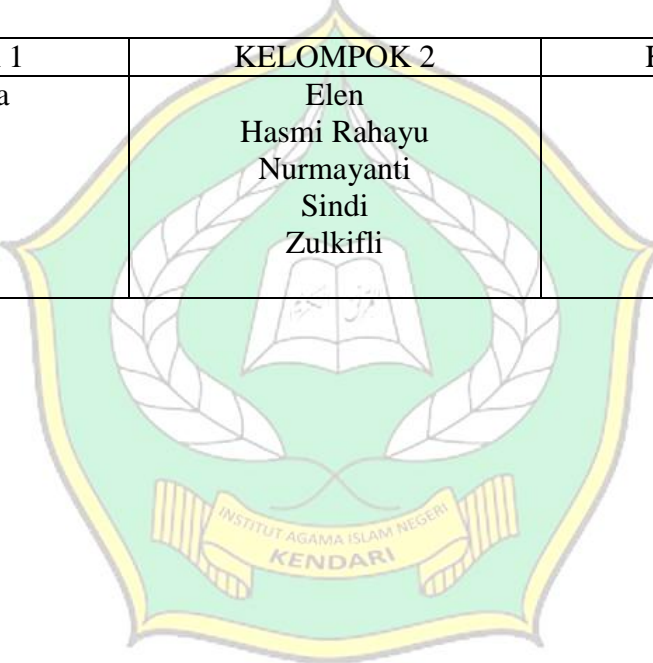 1
KELOMPOK 2
a
Elen
Hasmi Rahayu
Nurmayanti
Sindi
Zulkifli
INSTITUT AGAMA ISLAM NEGERI
KENDARI